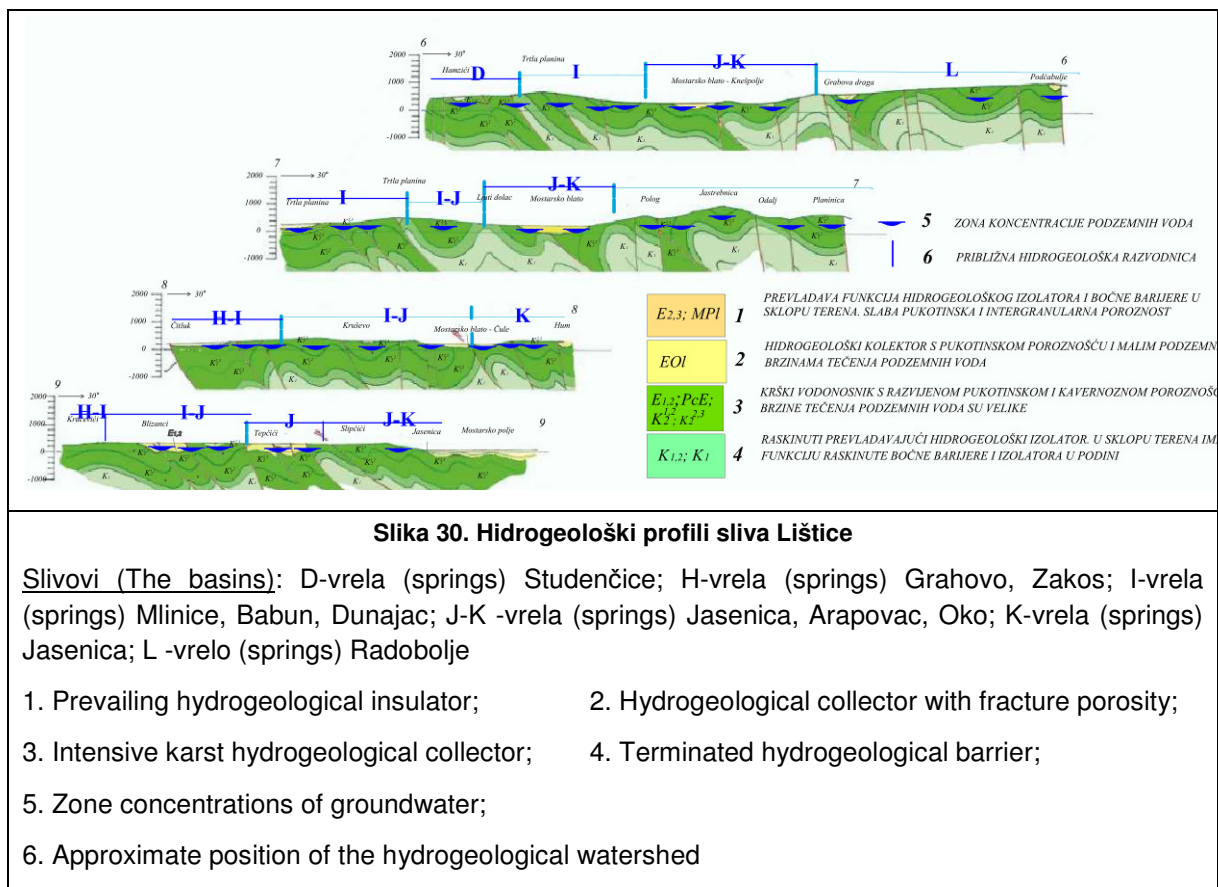 6
2000
30°
1000
0
-1000
Hamzići
D
Trtla planina
I
J-K
Mostarsko blato - Knešpolje
Grabova draga
L
Podčabulje
6
7
2000
30°
1000
0
-1000
I
Trtla planina
Trtla planina
I-J
Ljuti dolac
J-K
Mostarsko blato
Polog
Jastrebnica
Odalj
Planinica
7
8
2000
30°
1000
0
-1000
Čitluk
H-I
Kruševo
I-J
Mostarsko blato - Čule
K
Hum
8
9
2000
30°
1000
0
-1000
H-I
Blizanci
E1,2
I-J
Tepčići
J
Slipčići
J-K
Jasenica
Mostarsko polje
9
5 ZONA KONCENTRACIJE PODZEMNIH VODA
6 PRIBLIŽNA HIDROGEOLOŠKA RAZVODNICA
E2,3; MPl 1 PREVLADAVA FUNKCIJA HIDROGEOLOŠKOG IZOLATORA I BOČNE BARIJERE U
SKLOPU TERENA. SLABA PUKOTINSKA I INTERGRANULARNA POROZNOST
EOl 2 HIDROGEOLOŠKI KOLEKTOR S PUKOTINSKOM POROZNOŠĆU I MALIM PODZEMN
BRZINAMA TEČENJA PODZEMNIH VODA
E1,2; PcE; 3 KRŠKI VODONOSNIK S RAZVIJENOM PUKOTINSKOM I KAVERNOZNOM POROZNOŠĆ
K2 1,2; K2 2,3 BRZINE TEČENJA PODZEMNIH VODA SU VELIKE
K1,2; K1 4 RASKINUTI PREVLADAVAJUĆI HIDROGEOLOŠKI IZOLATOR. U SKLOPU TERENA IM
FUNKCIJU RASKINUTE BOČNE BARIJERE I IZOLATORA U PODINI
Slika 30. Hidrogeološki profili sliva Lištice
Slivovi (The basins): D-vrela (springs) Studenčice; H-vrela (springs) Grahovo, Zakos; I-vrela
(springs) Mlinice, Babun, Dunajac; J-K -vrela (springs) Jasenica, Arapovac, Oko; K-vrela (springs)
Jasenica; L -vrelo (springs) Radobolje
1. Prevailing hydrogeological insulator; 2. Hydrogeological collector with fracture porosity;
3. Intensive karst hydrogeological collector; 4. Terminated hydrogeological barrier;
5. Zone concentrations of groundwater;
6. Approximate position of the hydrogeological watershed